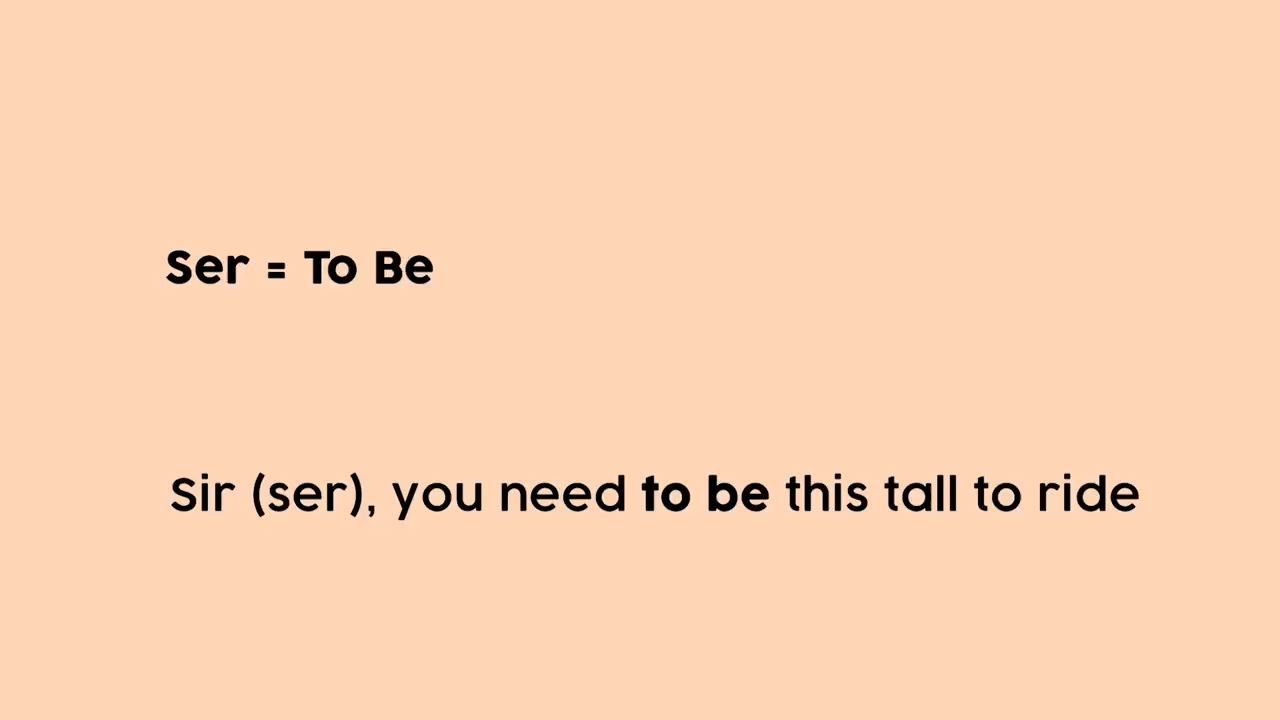 Ser = To Be
Sir (ser), you need to be this tall to ride